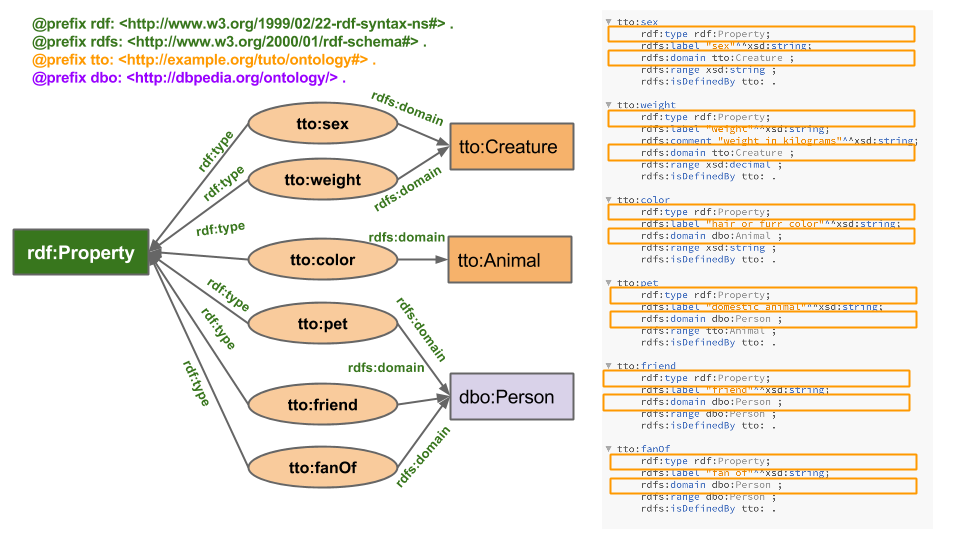 @prefix rdf: <http://www.w3.org/1999/02/22-rdf-syntax-ns#> .
@prefix rdfs: <http://www.w3.org/2000/01/rdf-schema#> .
@prefix tto: <http://example.org/tuto/ontology#> .
@prefix dbo: <http://dbpedia.org/ontology/> .
rdf:Property
tto:sex
tto:weight
tto:color
tto:pet
tto:friend
tto:fanOf
tto:Creature
tto:Animal
dbo:Person
rdf:type
rdf:type
rdf:type
rdf:type
rdf:type
rdf:type
rdfs:domain
rdfs:domain
rdfs:domain
rdfs:domain
rdfs:domain
rdfs:domain
tto:sex
rdf:type rdf:Property;
rdfs:label "sex"^^xsd:string;
rdfs:domain tto:Creature ;
rdfs:range xsd:string ;
rdfs:isDefinedBy tto: .
tto:weight
rdf:type rdf:Property;
rdfs:label "weight"^^xsd:string;
rdfs:comment "weight in kilograms"^^xsd:string;
rdfs:domain tto:Creature ;
rdfs:range xsd:decimal ;
rdfs:isDefinedBy tto: .
tto:color
rdf:type rdf:Property;
rdfs:label "hair or furr color"^^xsd:string;
rdfs:domain dbo:Animal ;
rdfs:range xsd:string ;
rdfs:isDefinedBy tto: .
tto:pet
rdf:type rdf:Property;
rdfs:label "domestic animal"^^xsd:string;
rdfs:domain dbo:Person ;
rdfs:range tto:Animal ;
rdfs:isDefinedBy tto: .
tto:friend
rdf:type rdf:Property;
rdfs:label "friend"^^xsd:string;
rdfs:domain dbo:Person ;
rdfs:range dbo:Person ;
rdfs:isDefinedBy tto: .
tto:fanOf
rdf:type rdf:Property;
rdfs:label "fan of"^^xsd:string;
rdfs:domain dbo:Person ;
rdfs:range dbo:Person ;
rdfs:isDefinedBy tto: .